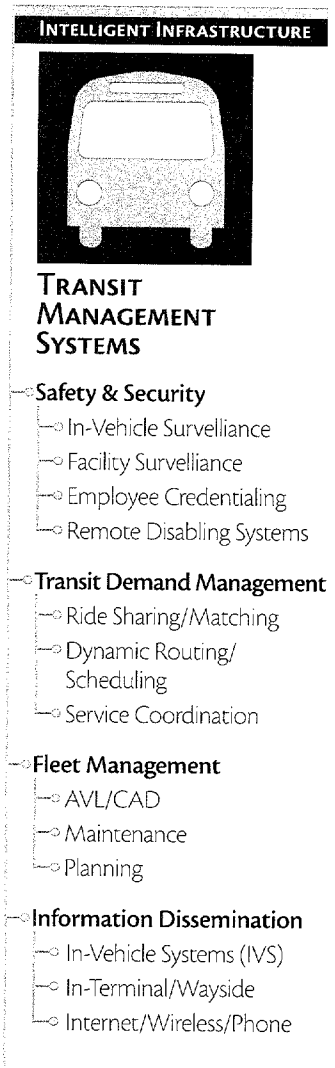 INTELLIGENT INFRASTRUCTURE
TRANSIT
MANAGEMENT
SYSTEMS
Safety & Security
In-Vehicle Survelliance
Facility Survelliance
Employee Credentialing
Remote Disabling Systems
Transit Demand Management
Ride Sharing/Matching
Dynamic Routing/
Scheduling
Service Coordination
Fleet Management
AVL/CAD
Maintenance
Planning
Information Dissemination
In-Vehicle Systems (IVS)
In-Terminal/Wayside
Internet/Wireless/Phone